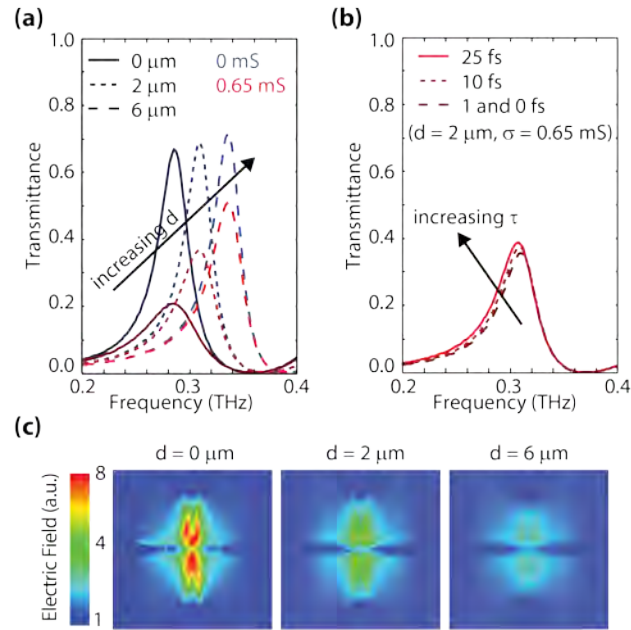 (a)
1.0
0.8
0.6
0.4
0.2
0.0
Transmittance
0 μm
2 μm
6 μm
0 mS
0.65 mS
increasing d
0.2
0.3
0.4
Frequency (THz)
(b)
1.0
0.8
0.6
0.4
0.2
0.0
Transmittance
25 fs
10 fs
1 and 0 fs
(d = 2 μm, σ = 0.65 mS)
increasing τ
0.2
0.3
0.4
Frequency (THz)
(c)
d = 0 μm
d = 2 μm
d = 6 μm
Electric Field (a.u.)
8
4
1